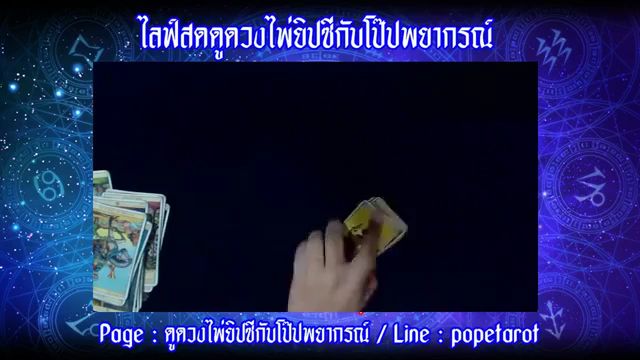 ไลฟ์สดดูดวงไพ่ยิปซีกับโป๊ปพยากรณ์
Page : ดูดวงไพ่ยิปซีกับโป๊ปพยากรณ์ / Line : popetarot